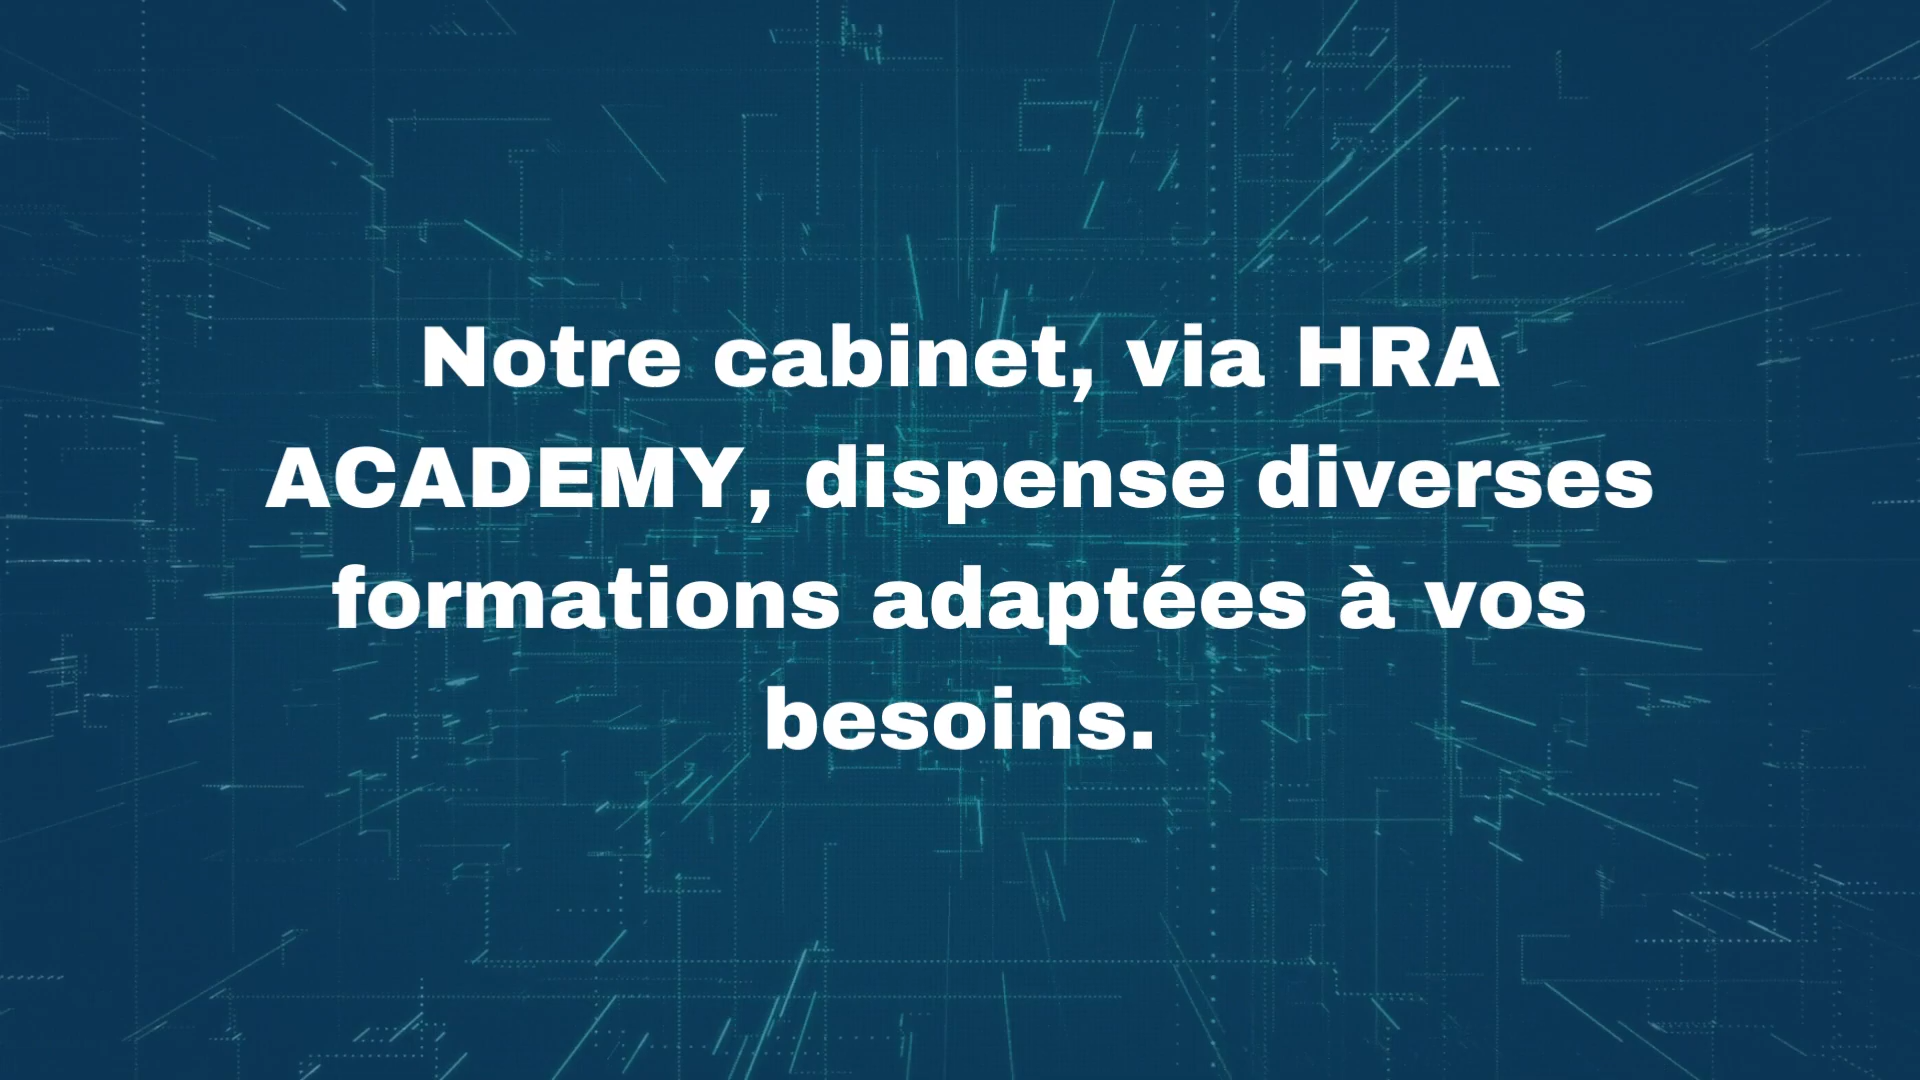 Notre cabinet, via HRA
ACADEMY, dispense diverses
formations adaptées à vos
besoins.